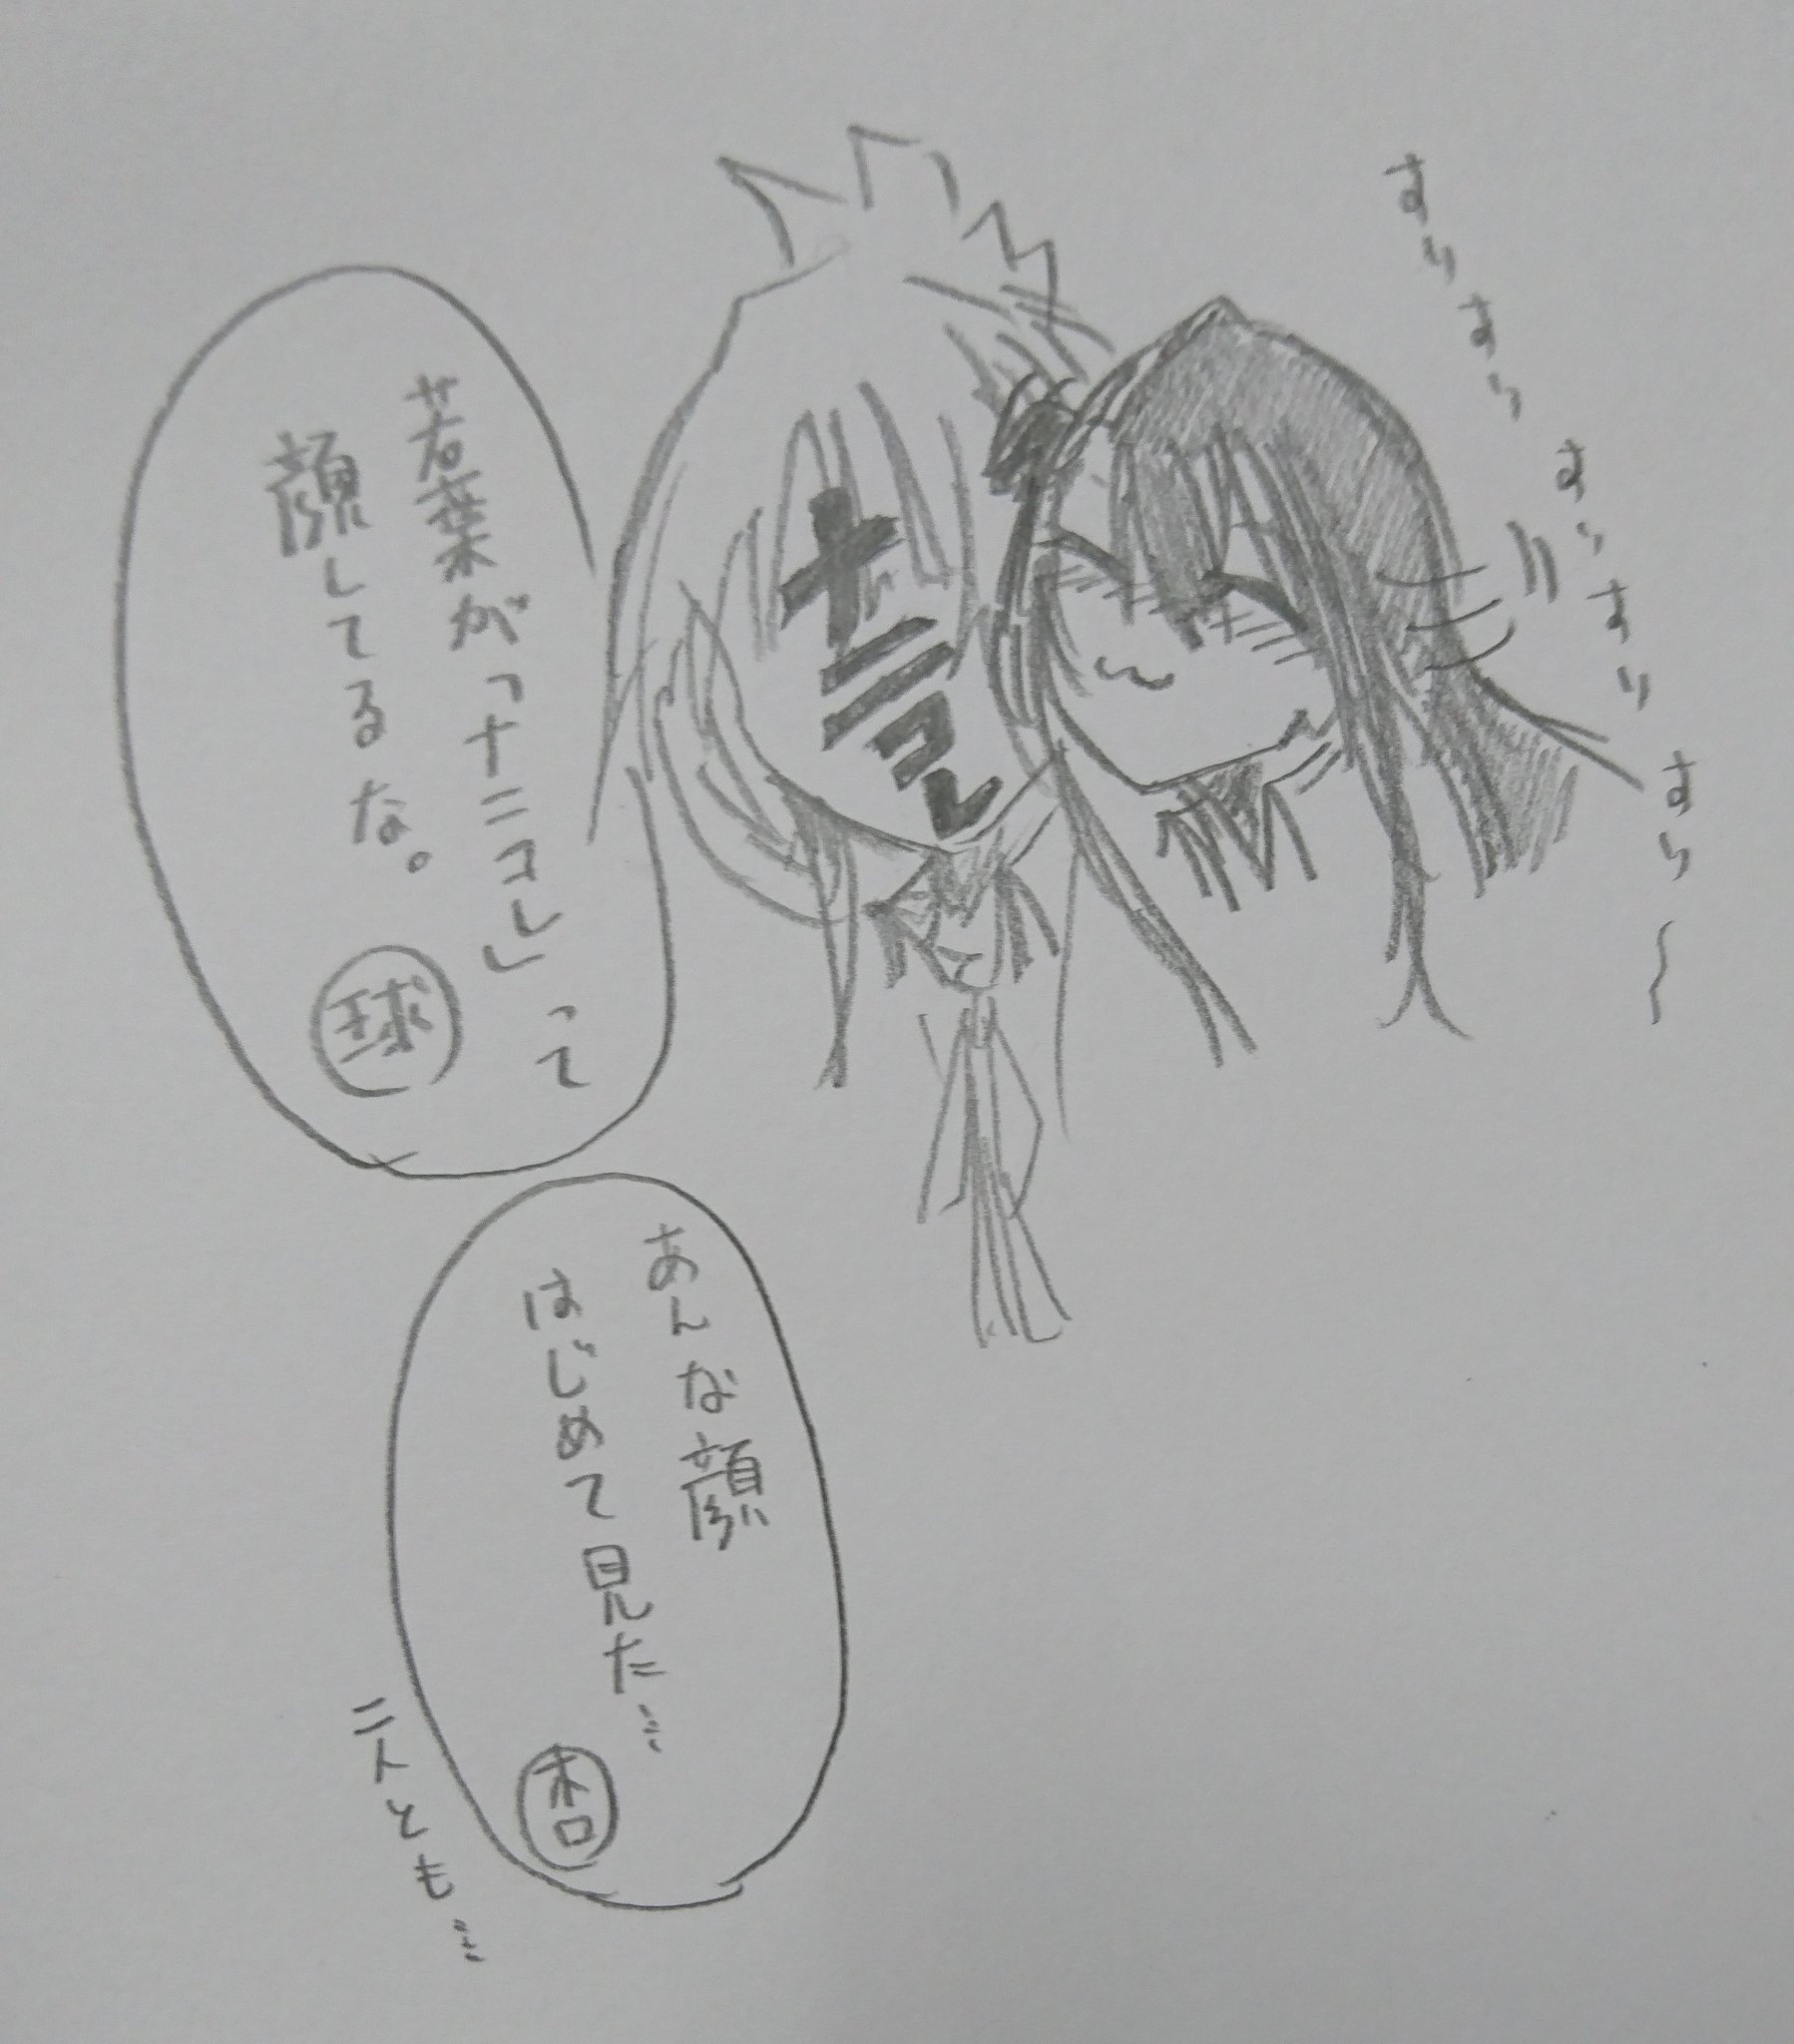 すりすりすりすりすり〜
ナニコレ
若葉が「ナニコレ」って
顔してるな。
球
あんな顔
はじめて見た…
杏
二人とも…